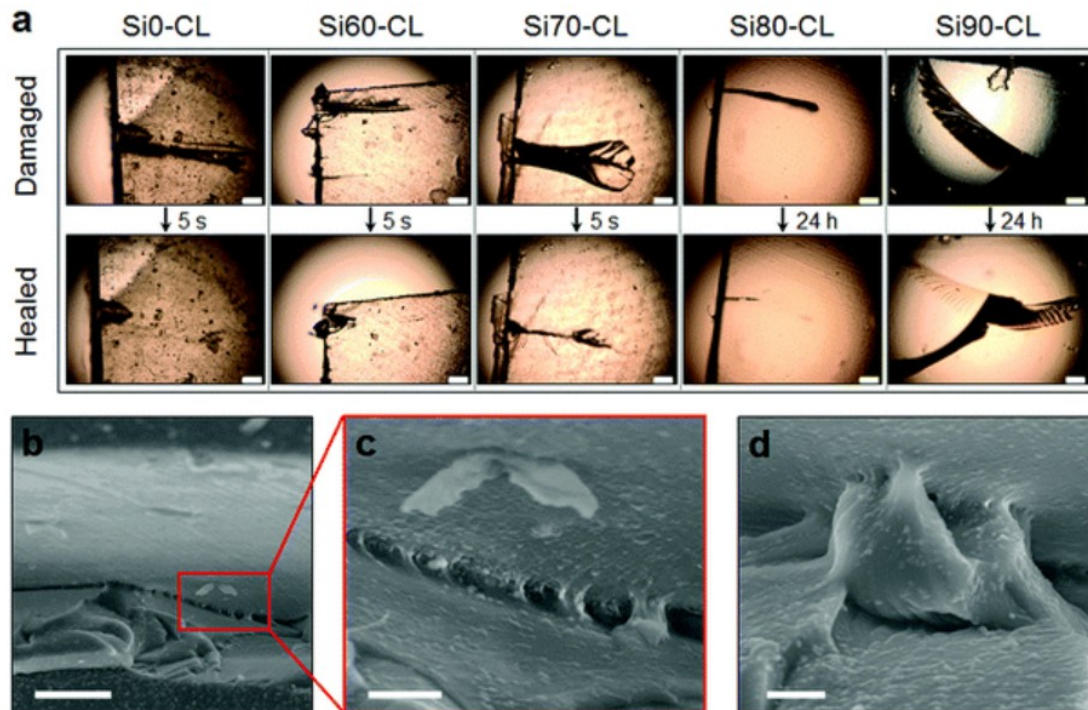 a
Si0-CL Si60-CL Si70-CL Si80-CL Si90-CL
Damaged
5 s 5 s 5 s 24 h 24 h
Healed
b c d